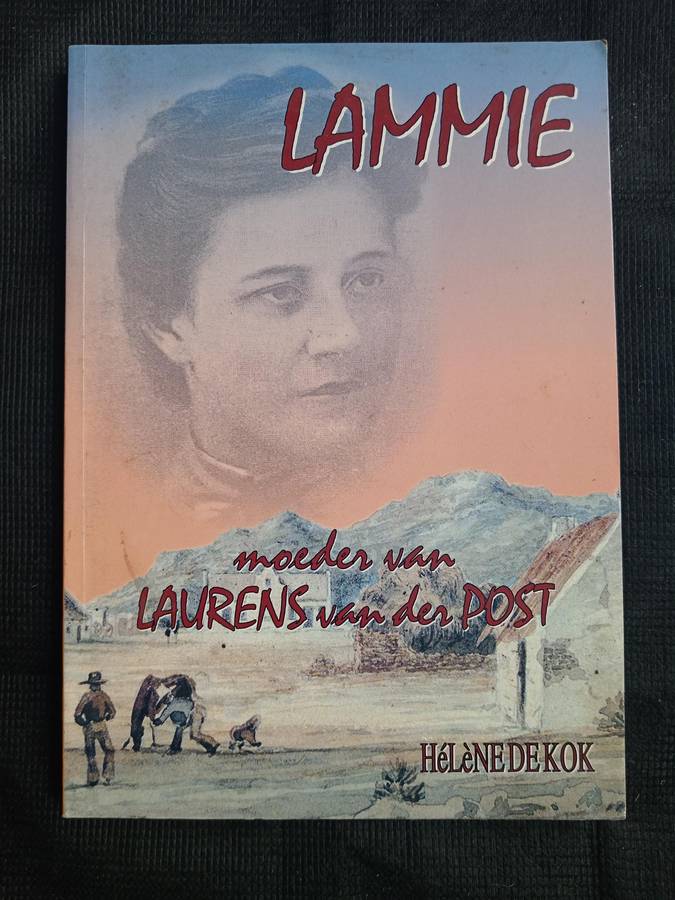 LAMMIE
moeder van
LAURENS van der POST
HéLèNE DE KOK